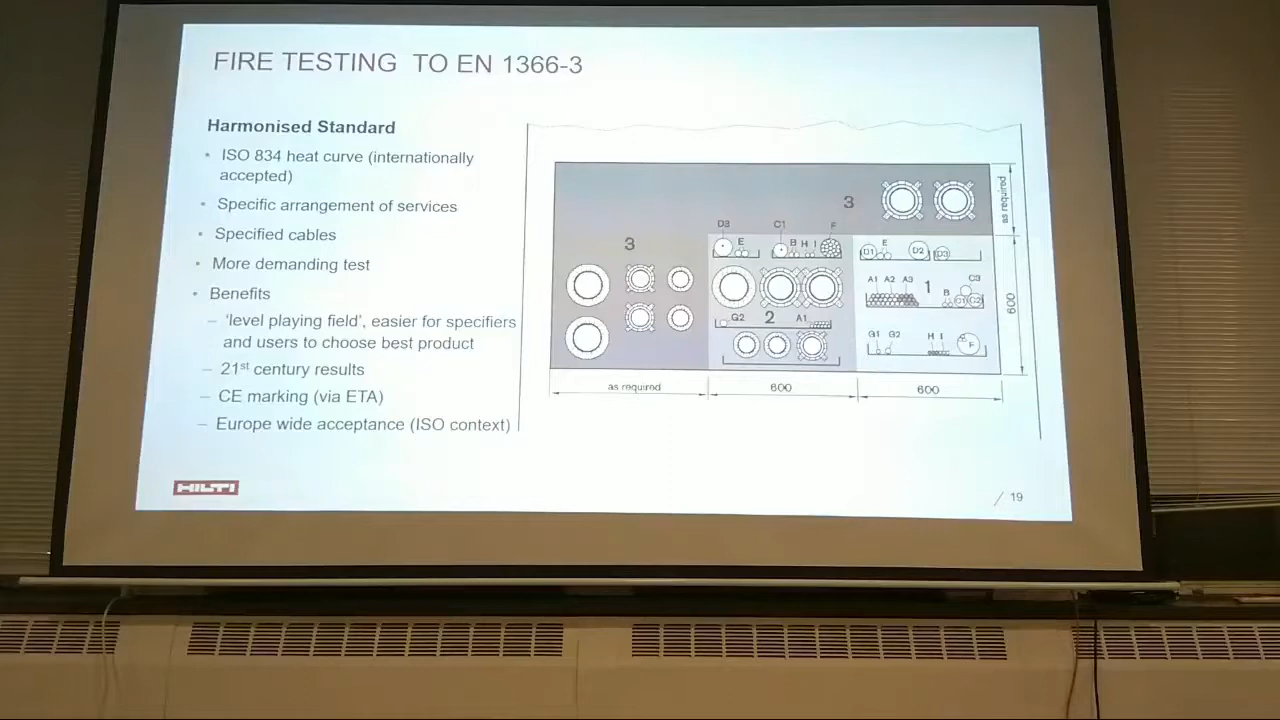 FIRE TESTING TO EN 1366-3
Harmonised Standard
• ISO 834 heat curve (internationally
accepted)
• Specific arrangement of services
• Specified cables
• More demanding test
• Benefits
– 'level playing field', easier for specifiers
and users to choose best product
– 21st century results
– CE marking (via ETA)
– Europe wide acceptance (ISO context)
3
as required
D3 C1 F
E B H I
E
D1 D2 D3
3
A1 A2 A3 1 C3
B C1 C2
600
G2 2 A1
G1 G2 H I F
as required 600 600
HILTI
/ 19